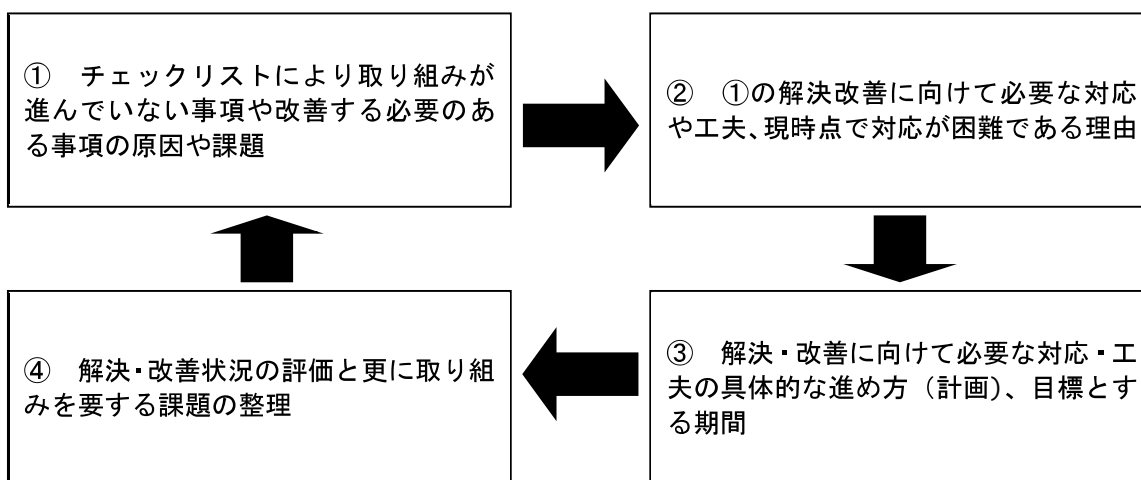 ① チェックリストにより取り組みが
進んでいない事項や改善する必要のあ
る事項の原因や課題
② ①の解決改善に向けて必要な対応
や工夫、現時点で対応が困難である理由
③ 解決・改善に向けて必要な対応・工
夫の具体的な進め方（計画）、目標とす
る期間
④ 解決・改善状況の評価と更に取り組
みを要する課題の整理